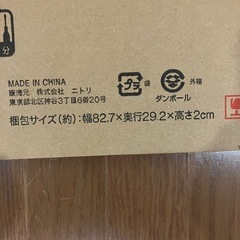 分
MADE IN CHINA
販売元 株式会社 ニトリ
東京都北区神谷3丁目6番20号
プラ 袋
外箱
ダンボール
梱包サイズ(約):幅82.7×奥行29.2×高さ2cm